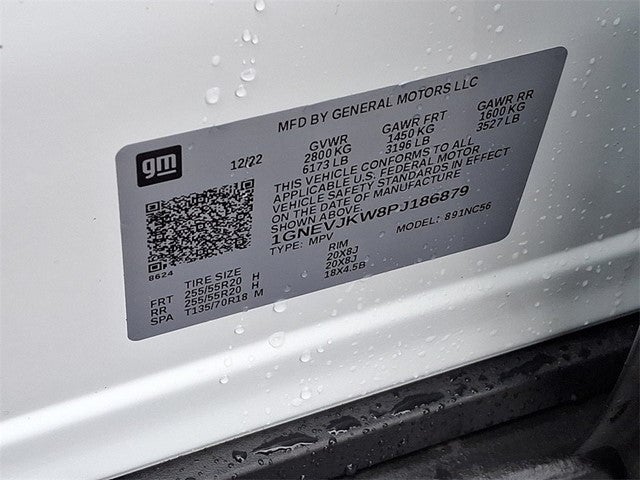 MFD BY GENERAL MOTORS LLC
gm
12/22
GVWR
2800 KG
6173 LB
GAWR FRT
1450 KG
3196 LB
GAWR RR
1600 KG
3527 LB
THIS VEHICLE CONFORMS TO ALL
APPLICABLE U.S. FEDERAL MOTOR
VEHICLE SAFETY STANDARDS IN EFFECT
ON THE DATE OF MANUFACTURE
SHOWN ABOVE.
1GNEVJKW8PJ186879
TYPE: MPV
MODEL: 891NC56
8624
TIRE SIZE RIM
FRT 255/55R20 H 20X8J
RR 255/55R20 H 20X8J
SPA T135/70R18 M 18X4.5B